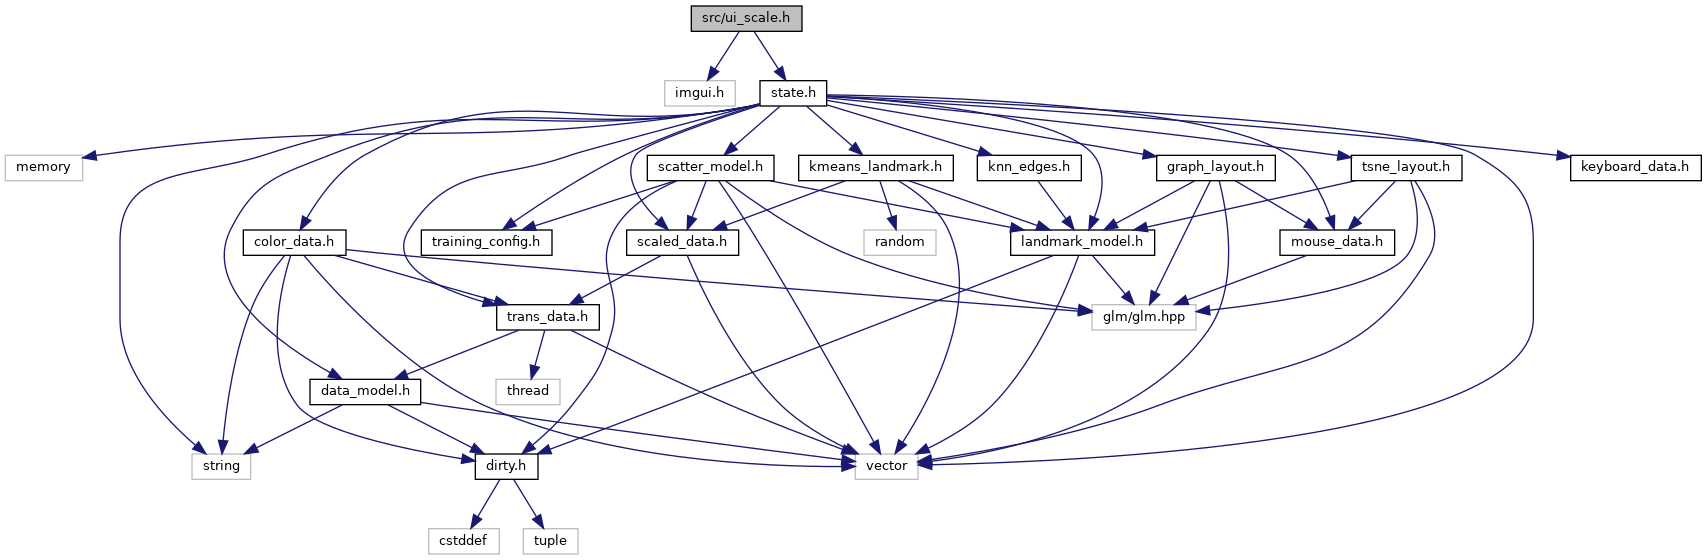 src/ui_scale.h
imgui.h
state.h
memory
scatter_model.h
kmeans_landmark.h
knn_edges.h
graph_layout.h
tsne_layout.h
keyboard_data.h
color_data.h
training_config.h
scaled_data.h
random
landmark_model.h
mouse_data.h
trans_data.h
glm/glm.hpp
data_model.h
thread
string
dirty.h
vector
cstddef
tuple